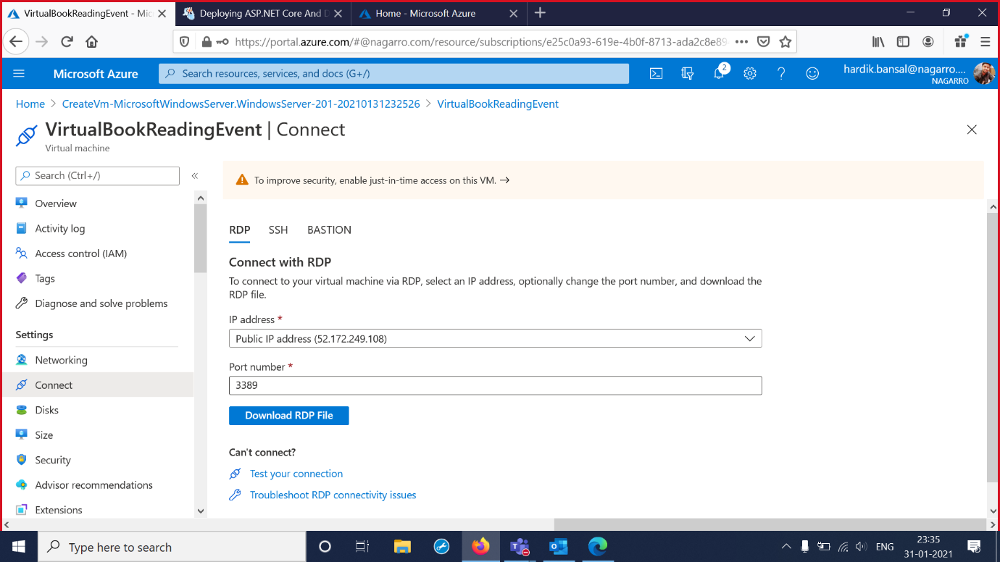 VirtualBookReadingEvent - Mic
Deploying ASP.NET Core And D
Home - Microsoft Azure
https://portal.azure.com/#@nagarro.com/resource/subscriptions/e25c0a93-619e-4b0f-8713-ada2c8e89
Microsoft Azure
Search resources, services, and docs (G+/)
2
hardik.bansal@nagarro....
NAGARRO
Home > CreateVm-MicrosoftWindowsServer.WindowsServer-201-20210131232526 > VirtualBookReadingEvent
VirtualBookReadingEvent | Connect
Virtual machine
Search (Ctrl+/)
«
Overview
Activity log
Access control (IAM)
Tags
Diagnose and solve problems
Settings
Networking
Connect
Disks
Size
Security
Advisor recommendations
Extensions
To improve security, enable just-in-time access on this VM. →
RDP SSH BASTION
Connect with RDP
To connect to your virtual machine via RDP, select an IP address, optionally change the port number, and download the
RDP file.
IP address *
Public IP address (52.172.249.108)
Port number *
3389
Download RDP File
Can't connect?
Test your connection
Troubleshoot RDP connectivity issues
Type here to search
ENG
23:35
31-01-2021